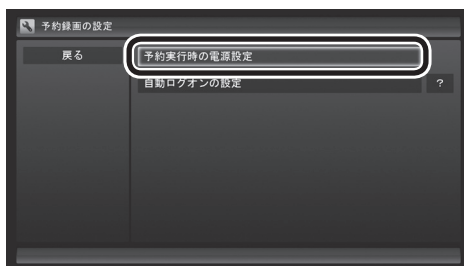 予約録画の設定
戻る
予約実行時の電源設定
自動ログオンの設定
?